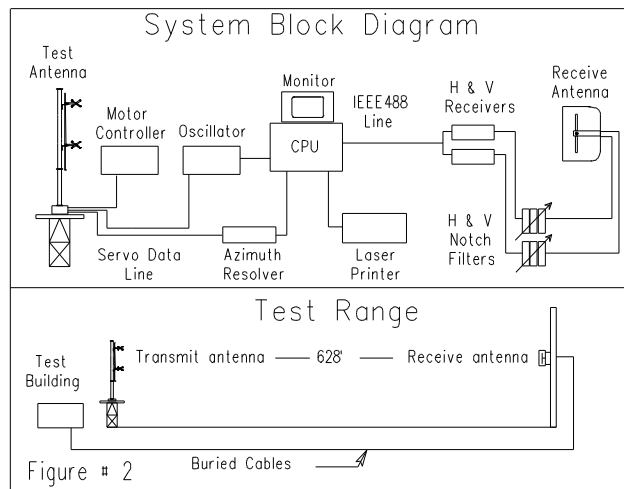 System Block Diagram
Test
Antenna
Motor
Controller
Oscillator
Monitor
CPU
IEEE488
Line
H & V
Receivers
Receive
Antenna
H & V
Notch
Filters
Servo Data
Line
Azimuth
Resolver
Laser
Printer
Test Range
Test
Building
Transmit antenna
628'
Receive antenna
Buried Cables
Figure # 2